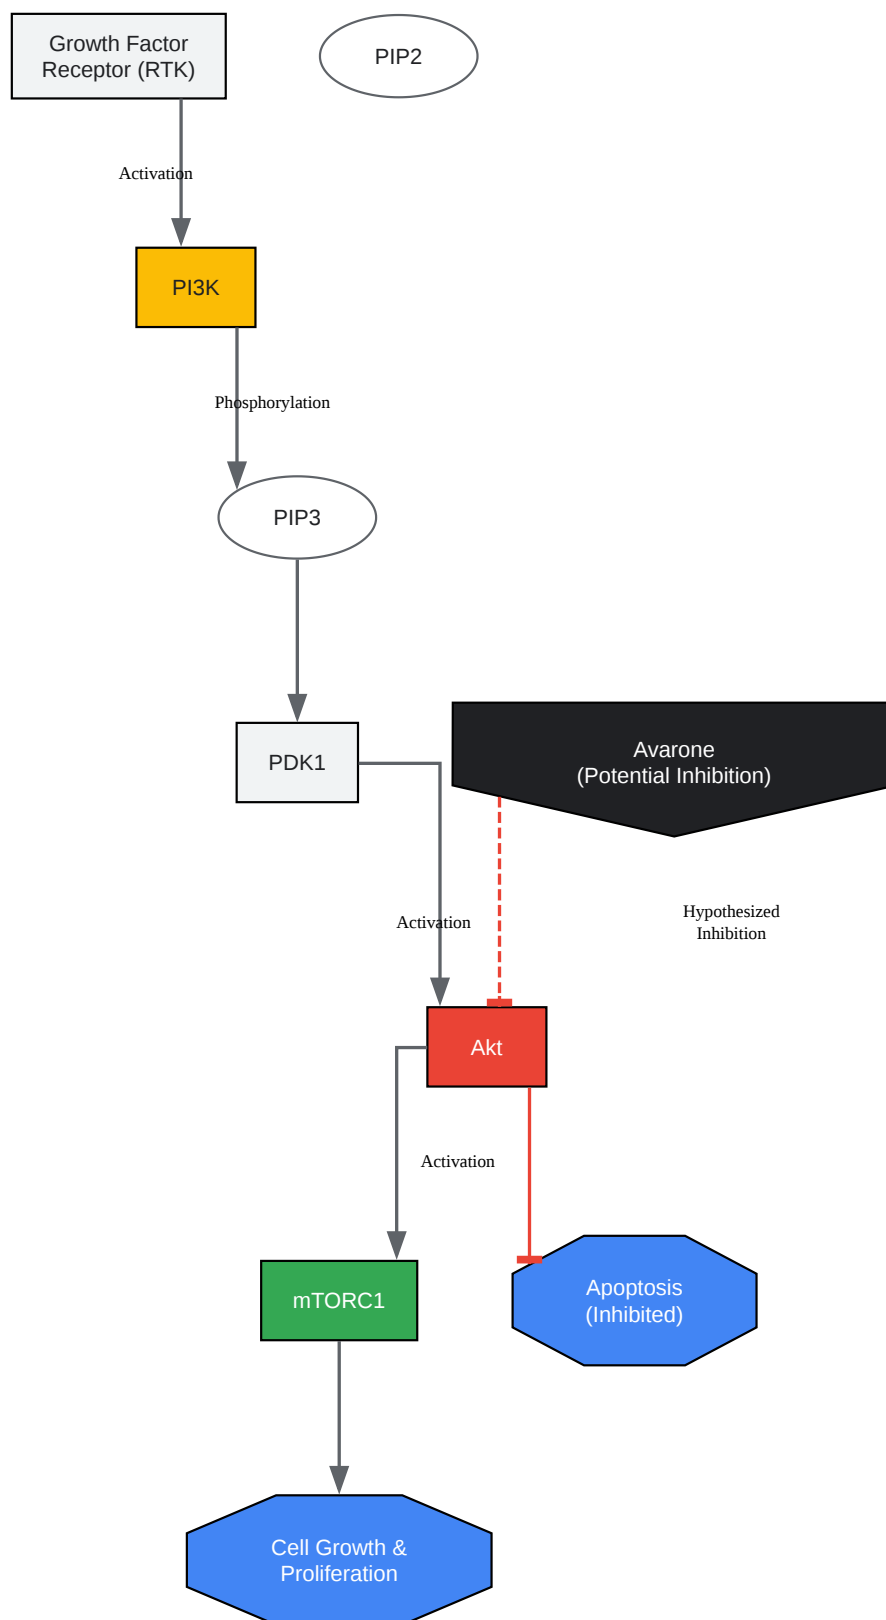 Growth Factor
Receptor (RTK)
PIP2
Activation
PI3K
Phosphorylation
PIP3
PDK1
Avarone
(Potential Inhibition)
Activation
Hypothesized
Inhibition
Akt
Activation
mTORC1
Apoptosis
(Inhibited)
Cell Growth &
Proliferation